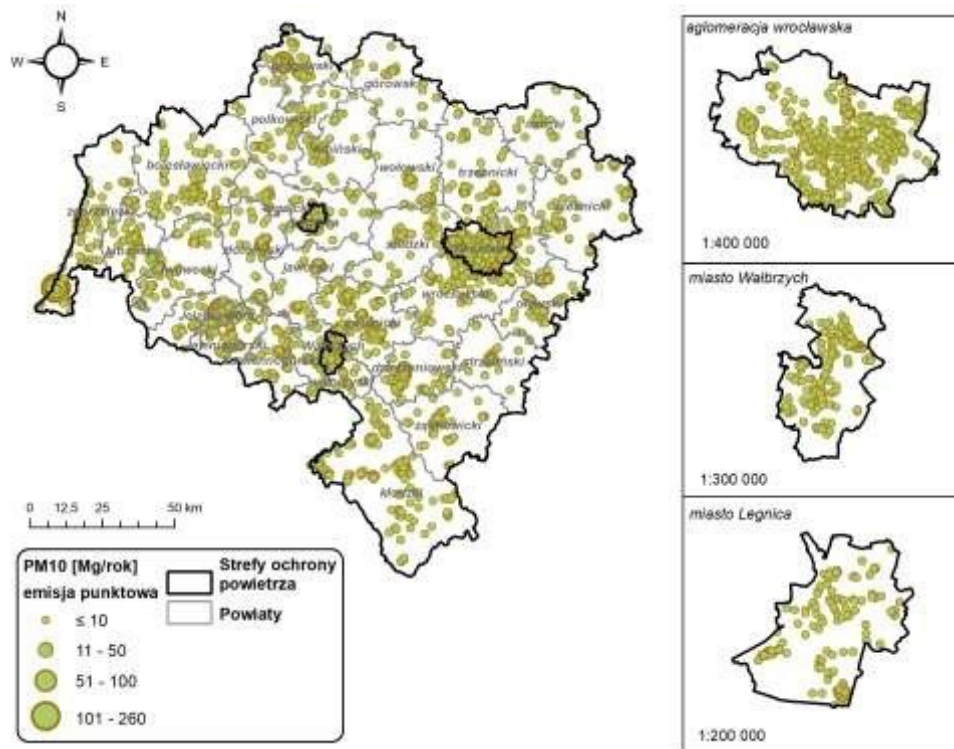 N
W
E
S
górowski
polkowicki
bolesławiecki
wołowski
trzebnicki
oleśnicki
średzki
jaworski
lwówecki
wrocławski
strzeliński
dzierżoniowski
ząbkowicki
kłodzki
0 12,5 25 50 km
PM10 [Mg/rok]
emisja punktowa
≤ 10
11 - 50
51 - 100
101 - 260
Strefy ochrony
powietrza
Powiaty
aglomeracja wrocławska
1:400 000
miasto Wałbrzych
1:300 000
miasto Legnica
1:200 000